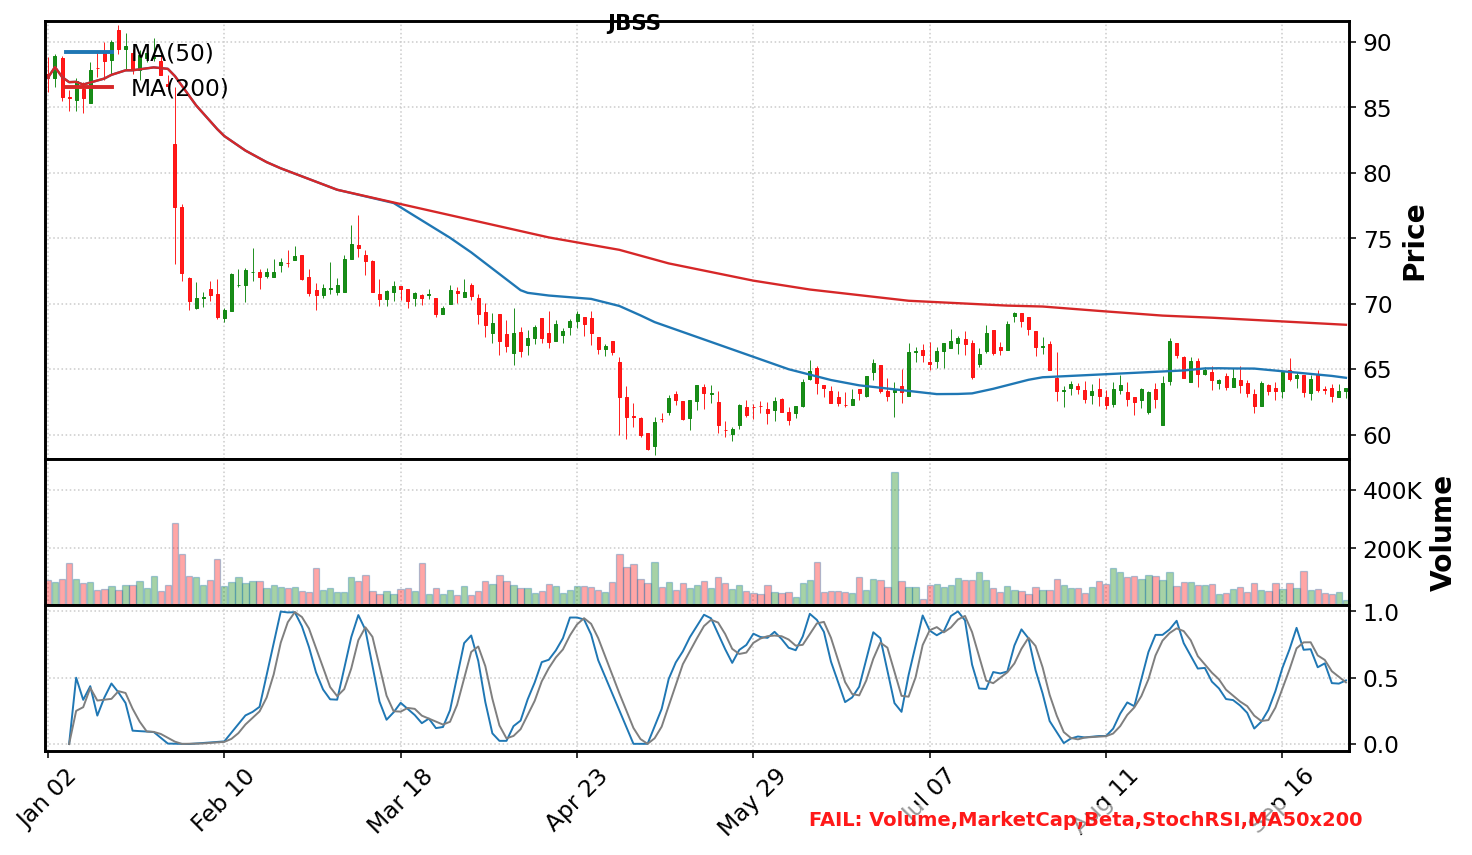 JBSS
MA(50)
MA(200)
90
85
80
75
70
65
60
Price
400K
200K
Volume
1.0
0.5
0.0
Jan 02
Feb 10
Mar 18
Apr 23
May 29
Jul 07
Aug 11
Sep 16
FAIL: Volume,MarketCap,Beta,StochRSI,MA50x200